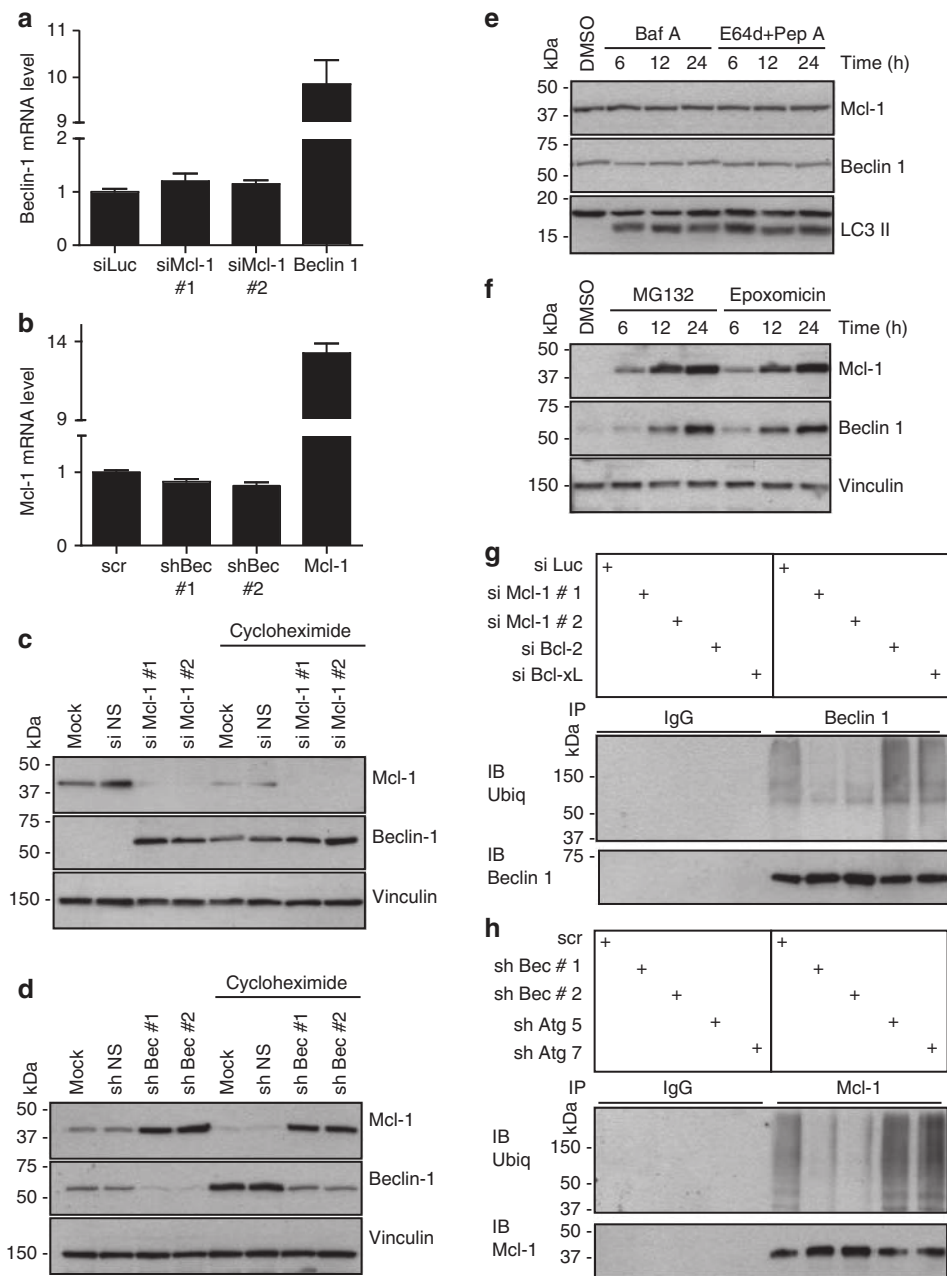 a
Beclin-1 mRNA level
11
10
9
2
1
0
siLuc siMcl-1 #1 siMcl-1 #2 Beclin 1
b
Mcl-1 mRNA level
14
9
1
0
scr shBec #1 shBec #2 Mcl-1
c
Cycloheximide
kDa Mock si NS si Mcl-1 #1 si Mcl-1 #2 Mock si NS si Mcl-1 #1 si Mcl-1 #2
50 -
37 -
Mcl-1
75 -
50 -
Beclin-1
150 -
Vinculin
d
Cycloheximide
kDa Mock sh NS sh Bec #1 sh Bec #2 Mock sh NS sh Bec #1 sh Bec #2
50 -
37 -
Mcl-1
75 -
50 -
Beclin-1
150 -
Vinculin
e
kDa DMSO Baf A E64d+Pep A
6 12 24 6 12 24 Time (h)
50 -
37 -
Mcl-1
75 -
50 -
Beclin 1
20 -
15 -
LC3 II
f
kDa DMSO MG132 Epoxomicin
6 12 24 6 12 24 Time (h)
50 -
37 -
Mcl-1
75 -
50 -
Beclin 1
150 -
Vinculin
g
si Luc + +
si Mcl-1 # 1 + +
si Mcl-1 # 2 + +
si Bcl-2 + +
si Bcl-xL + +
IP IgG Beclin 1
kDa
IB Ubiq
150 -
50 -
37 -
IB Beclin 1
75 -
h
scr + +
sh Bec # 1 + +
sh Bec # 2 + +
sh Atg 5 + +
sh Atg 7 + +
IP IgG Mcl-1
kDa
IB Ubiq
150 -
50 -
37 -
IB Mcl-1
50 -
37 -